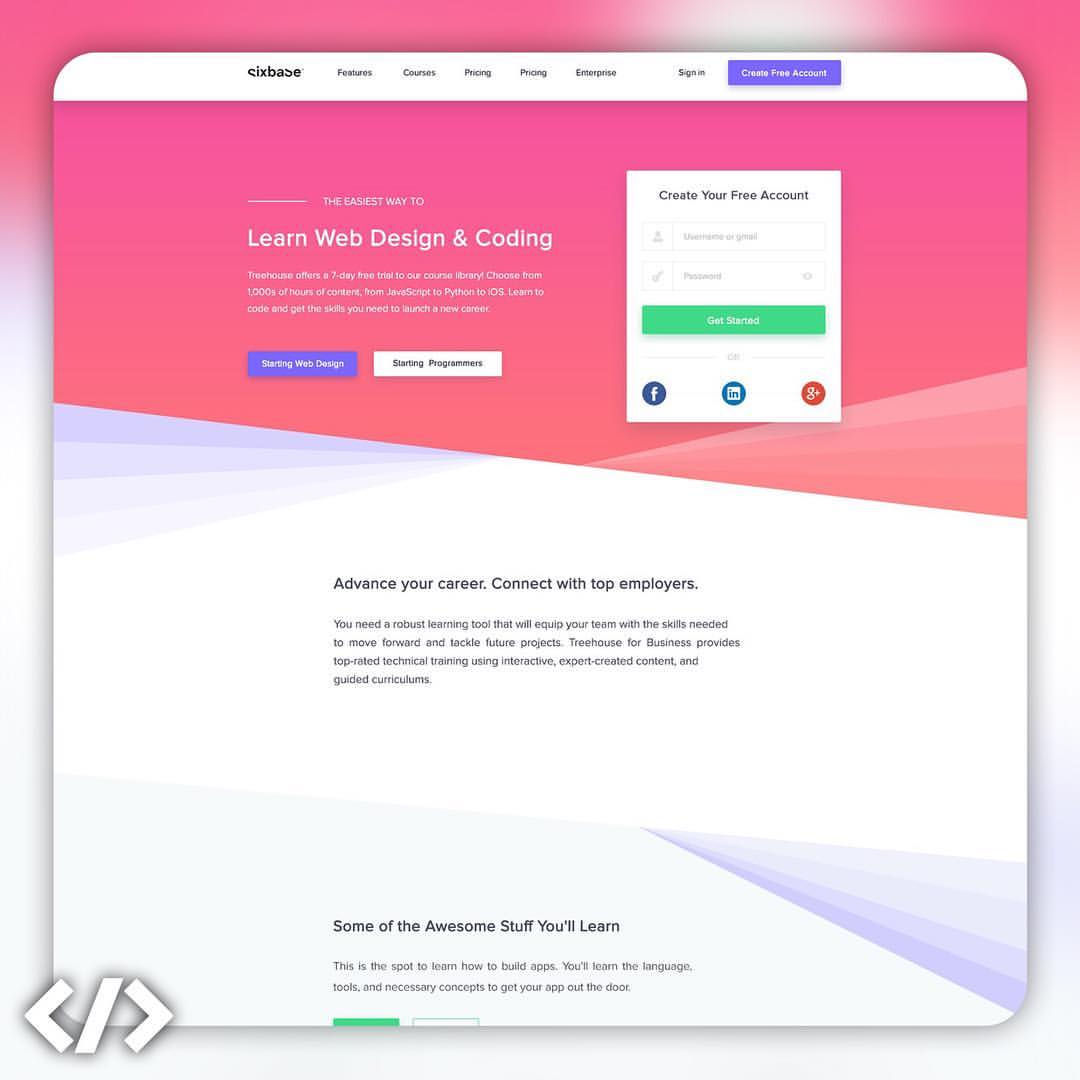 sixbase
Features Courses Pricing Pricing Enterprise Sign in Create Free Account
THE EASIEST WAY TO
Learn Web Design & Coding
Treehouse offers a 7-day free trial to our course library! Choose from
1,000s of hours of content, from JavaScript to Python to iOS. Learn to
code and get the skills you need to launch a new career.
Starting Web Design Starting Programmers
Create Your Free Account
Username or gmail
Password
Get Started
OR
f in g+
Advance your career. Connect with top employers.
You need a robust learning tool that will equip your team with the skills needed
to move forward and tackle future projects. Treehouse for Business provides
top-rated technical training using interactive, expert-created content, and
guided curriculums.
Some of the Awesome Stuff You'll Learn
This is the spot to learn how to build apps. You'll learn the language,
tools, and necessary concepts to get your app out the door.
</>